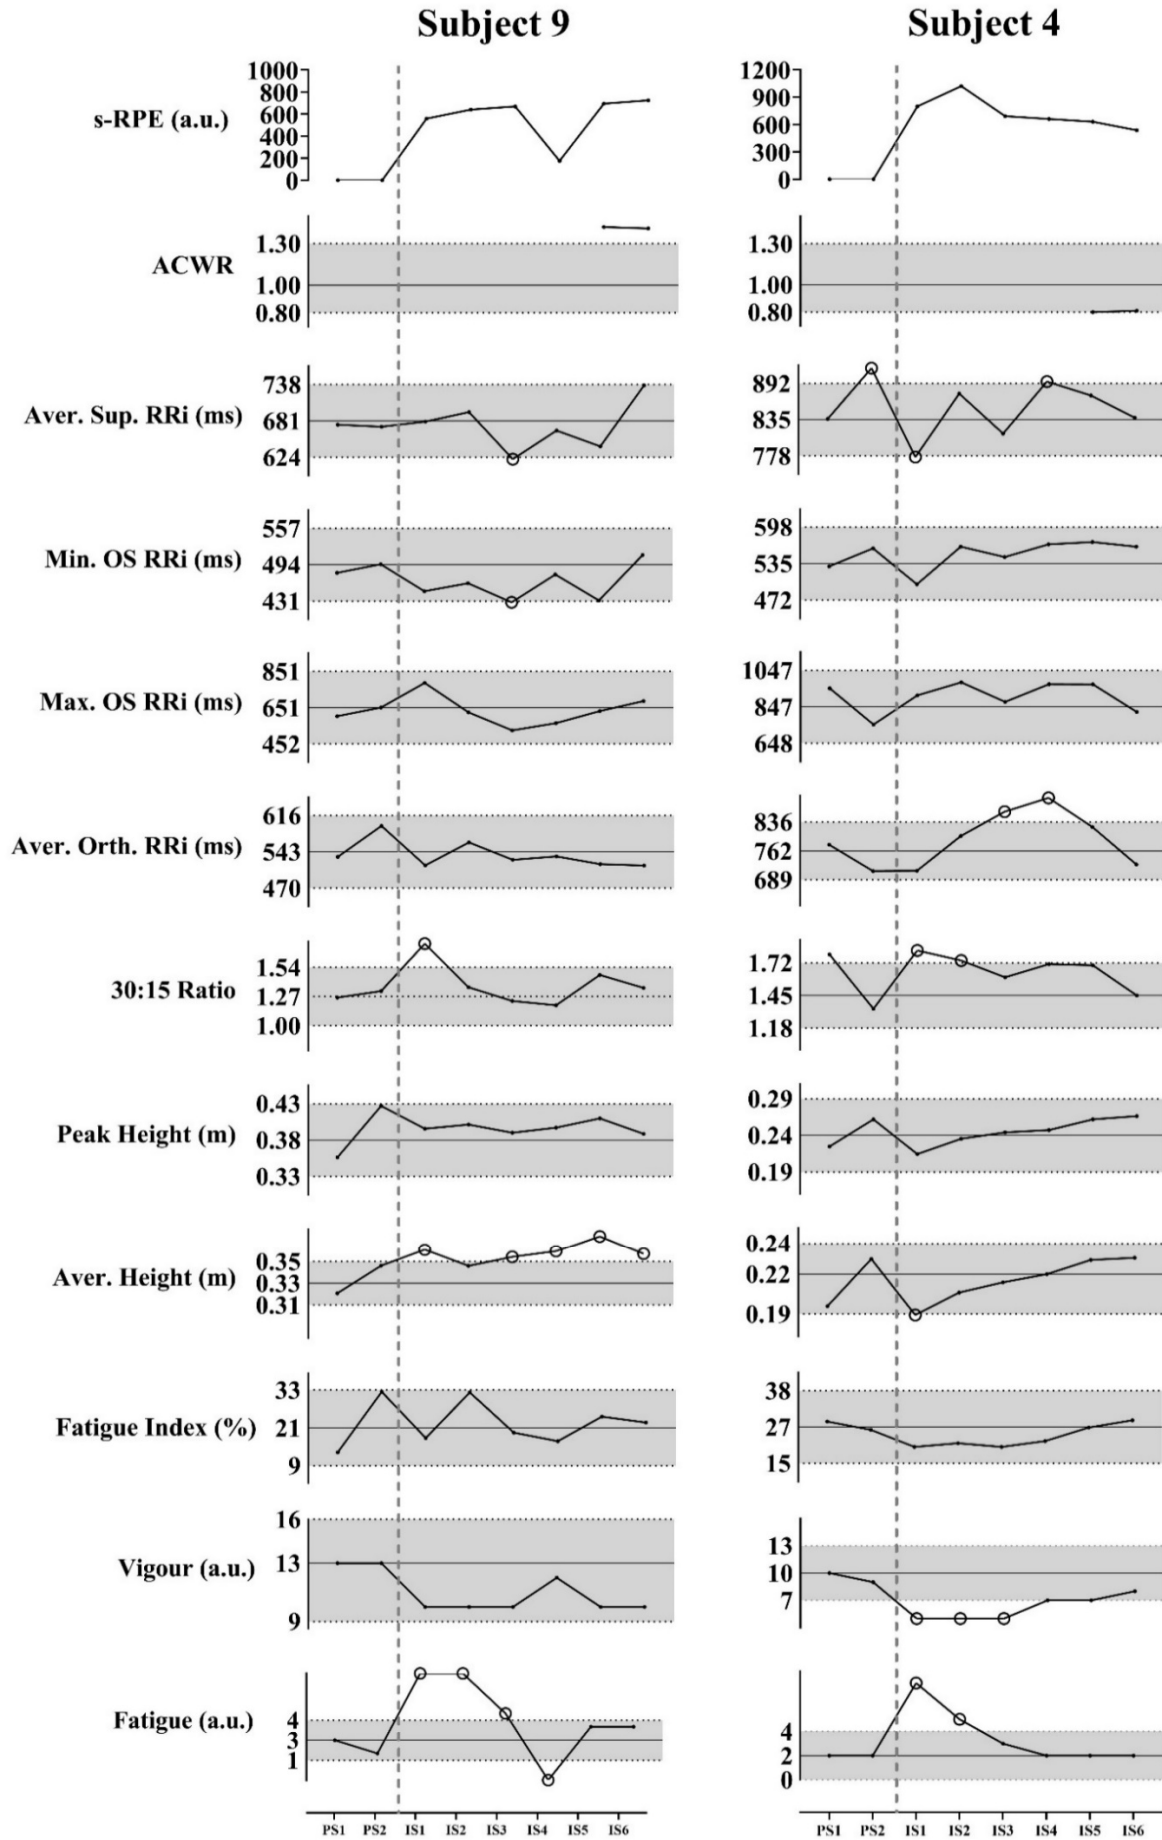 Subject 9 Subject 4
s-RPE (a.u.)
1000 1200
800 900
600 600
400 300
200 0
0
ACWR
1.30 1.30
1.00 1.00
0.80 0.80
Aver. Sup. RRi (ms)
738 892
681 835
624 778
Min. OS RRi (ms)
557 598
494 535
431 472
Max. OS RRi (ms)
851 1047
651 847
452 648
Aver. Orth. RRi (ms)
616 836
543 762
470 689
30:15 Ratio
1.54 1.72
1.27 1.45
1.00 1.18
Peak Height (m)
0.43 0.29
0.38 0.24
0.33 0.19
Aver. Height (m)
0.35 0.24
0.33 0.22
0.31 0.19
Fatigue Index (%)
33 38
21 27
9 15
Vigour (a.u.)
16 13
13 10
9 7
Fatigue (a.u.)
4 4
3 2
1 0
PS1 PS2 IS1 IS2 IS3 IS4 IS5 IS6 PS1 PS2 IS1 IS2 IS3 IS4 IS5 IS6